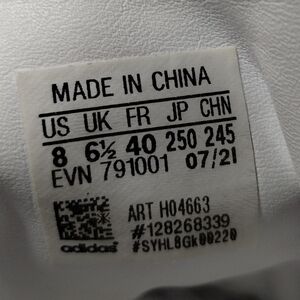 MADE IN CHINA
US UK FR JP CHN
8 6½ 40 250 245
EVN 791001 07/21
ART H04663
#128268339
adidas #SYHL8Gk00220